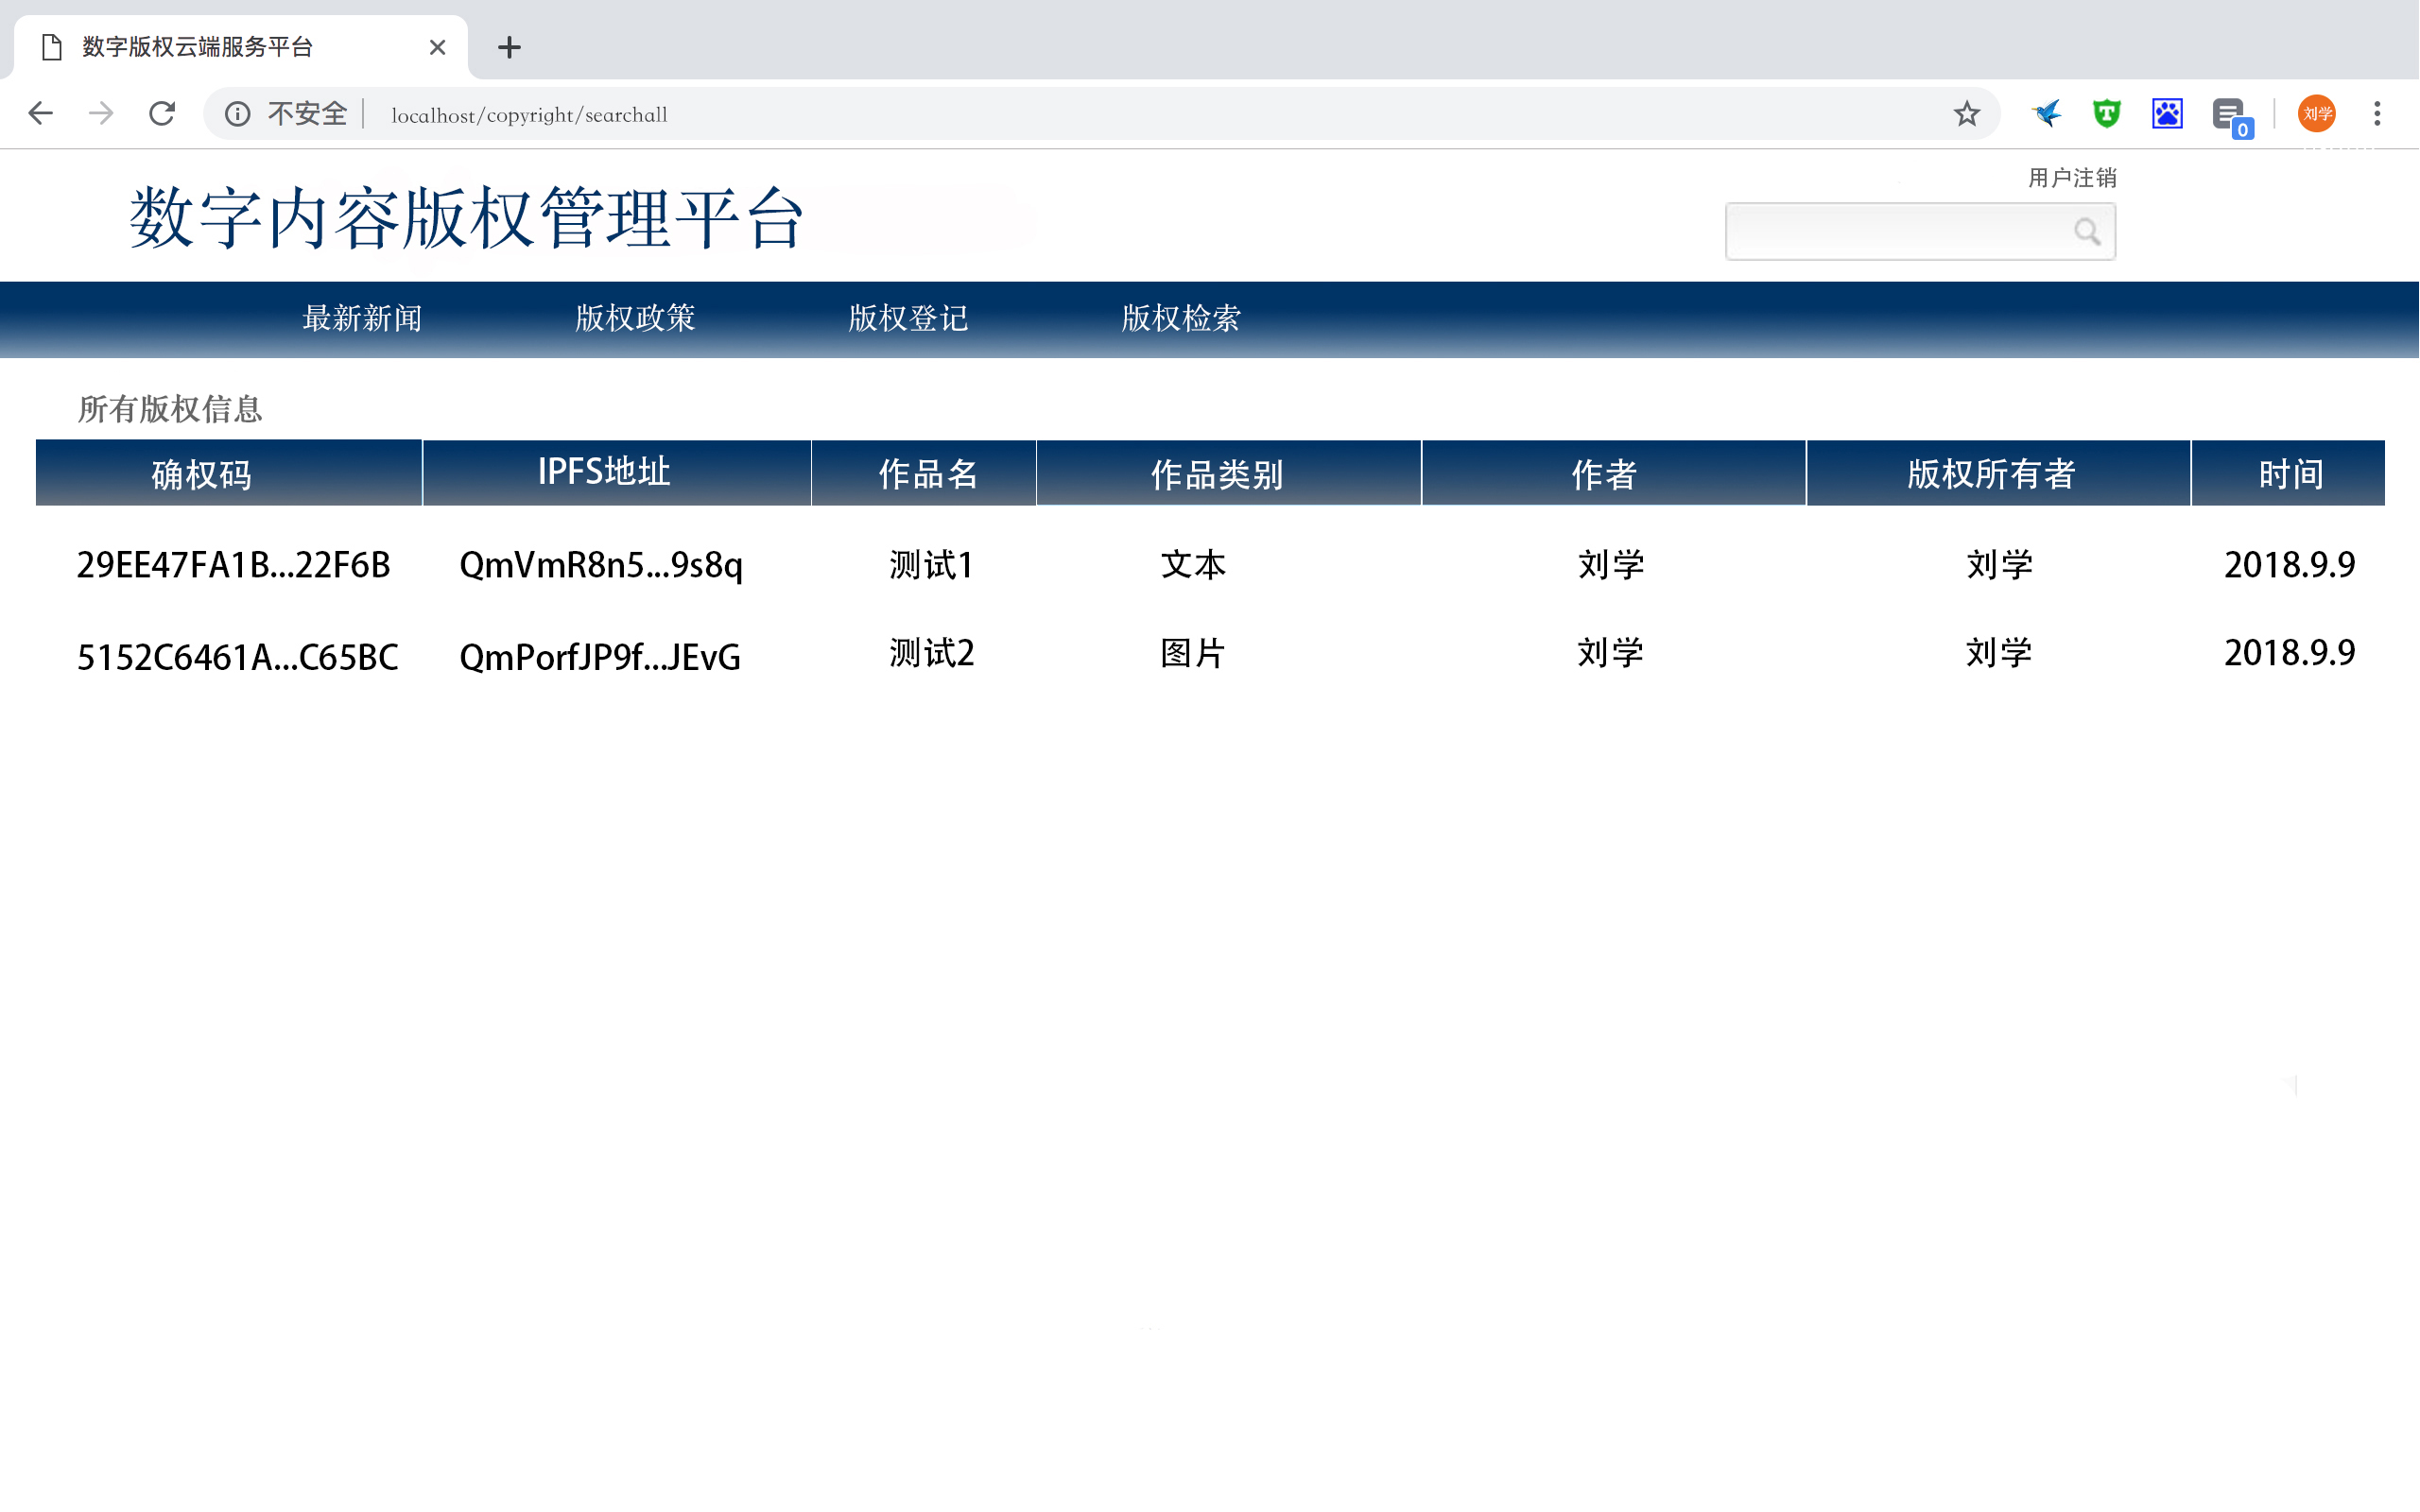 数字版权云端服务平台
不安全 localhost/copyright/searchall 0 刘学
用户注销
数字内容版权管理平台
最新新闻 版权政策 版权登记 版权检索
所有版权信息
确权码 IPFS地址 作品名 作品类别 作者 版权所有者 时间
29EE47FA1B...22F6B QmVmR8n5...9s8q 测试1 文本 刘学 刘学 2018.9.9
5152C6461A...C65BC QmPorfJP9f...JEvG 测试2 图片 刘学 刘学 2018.9.9